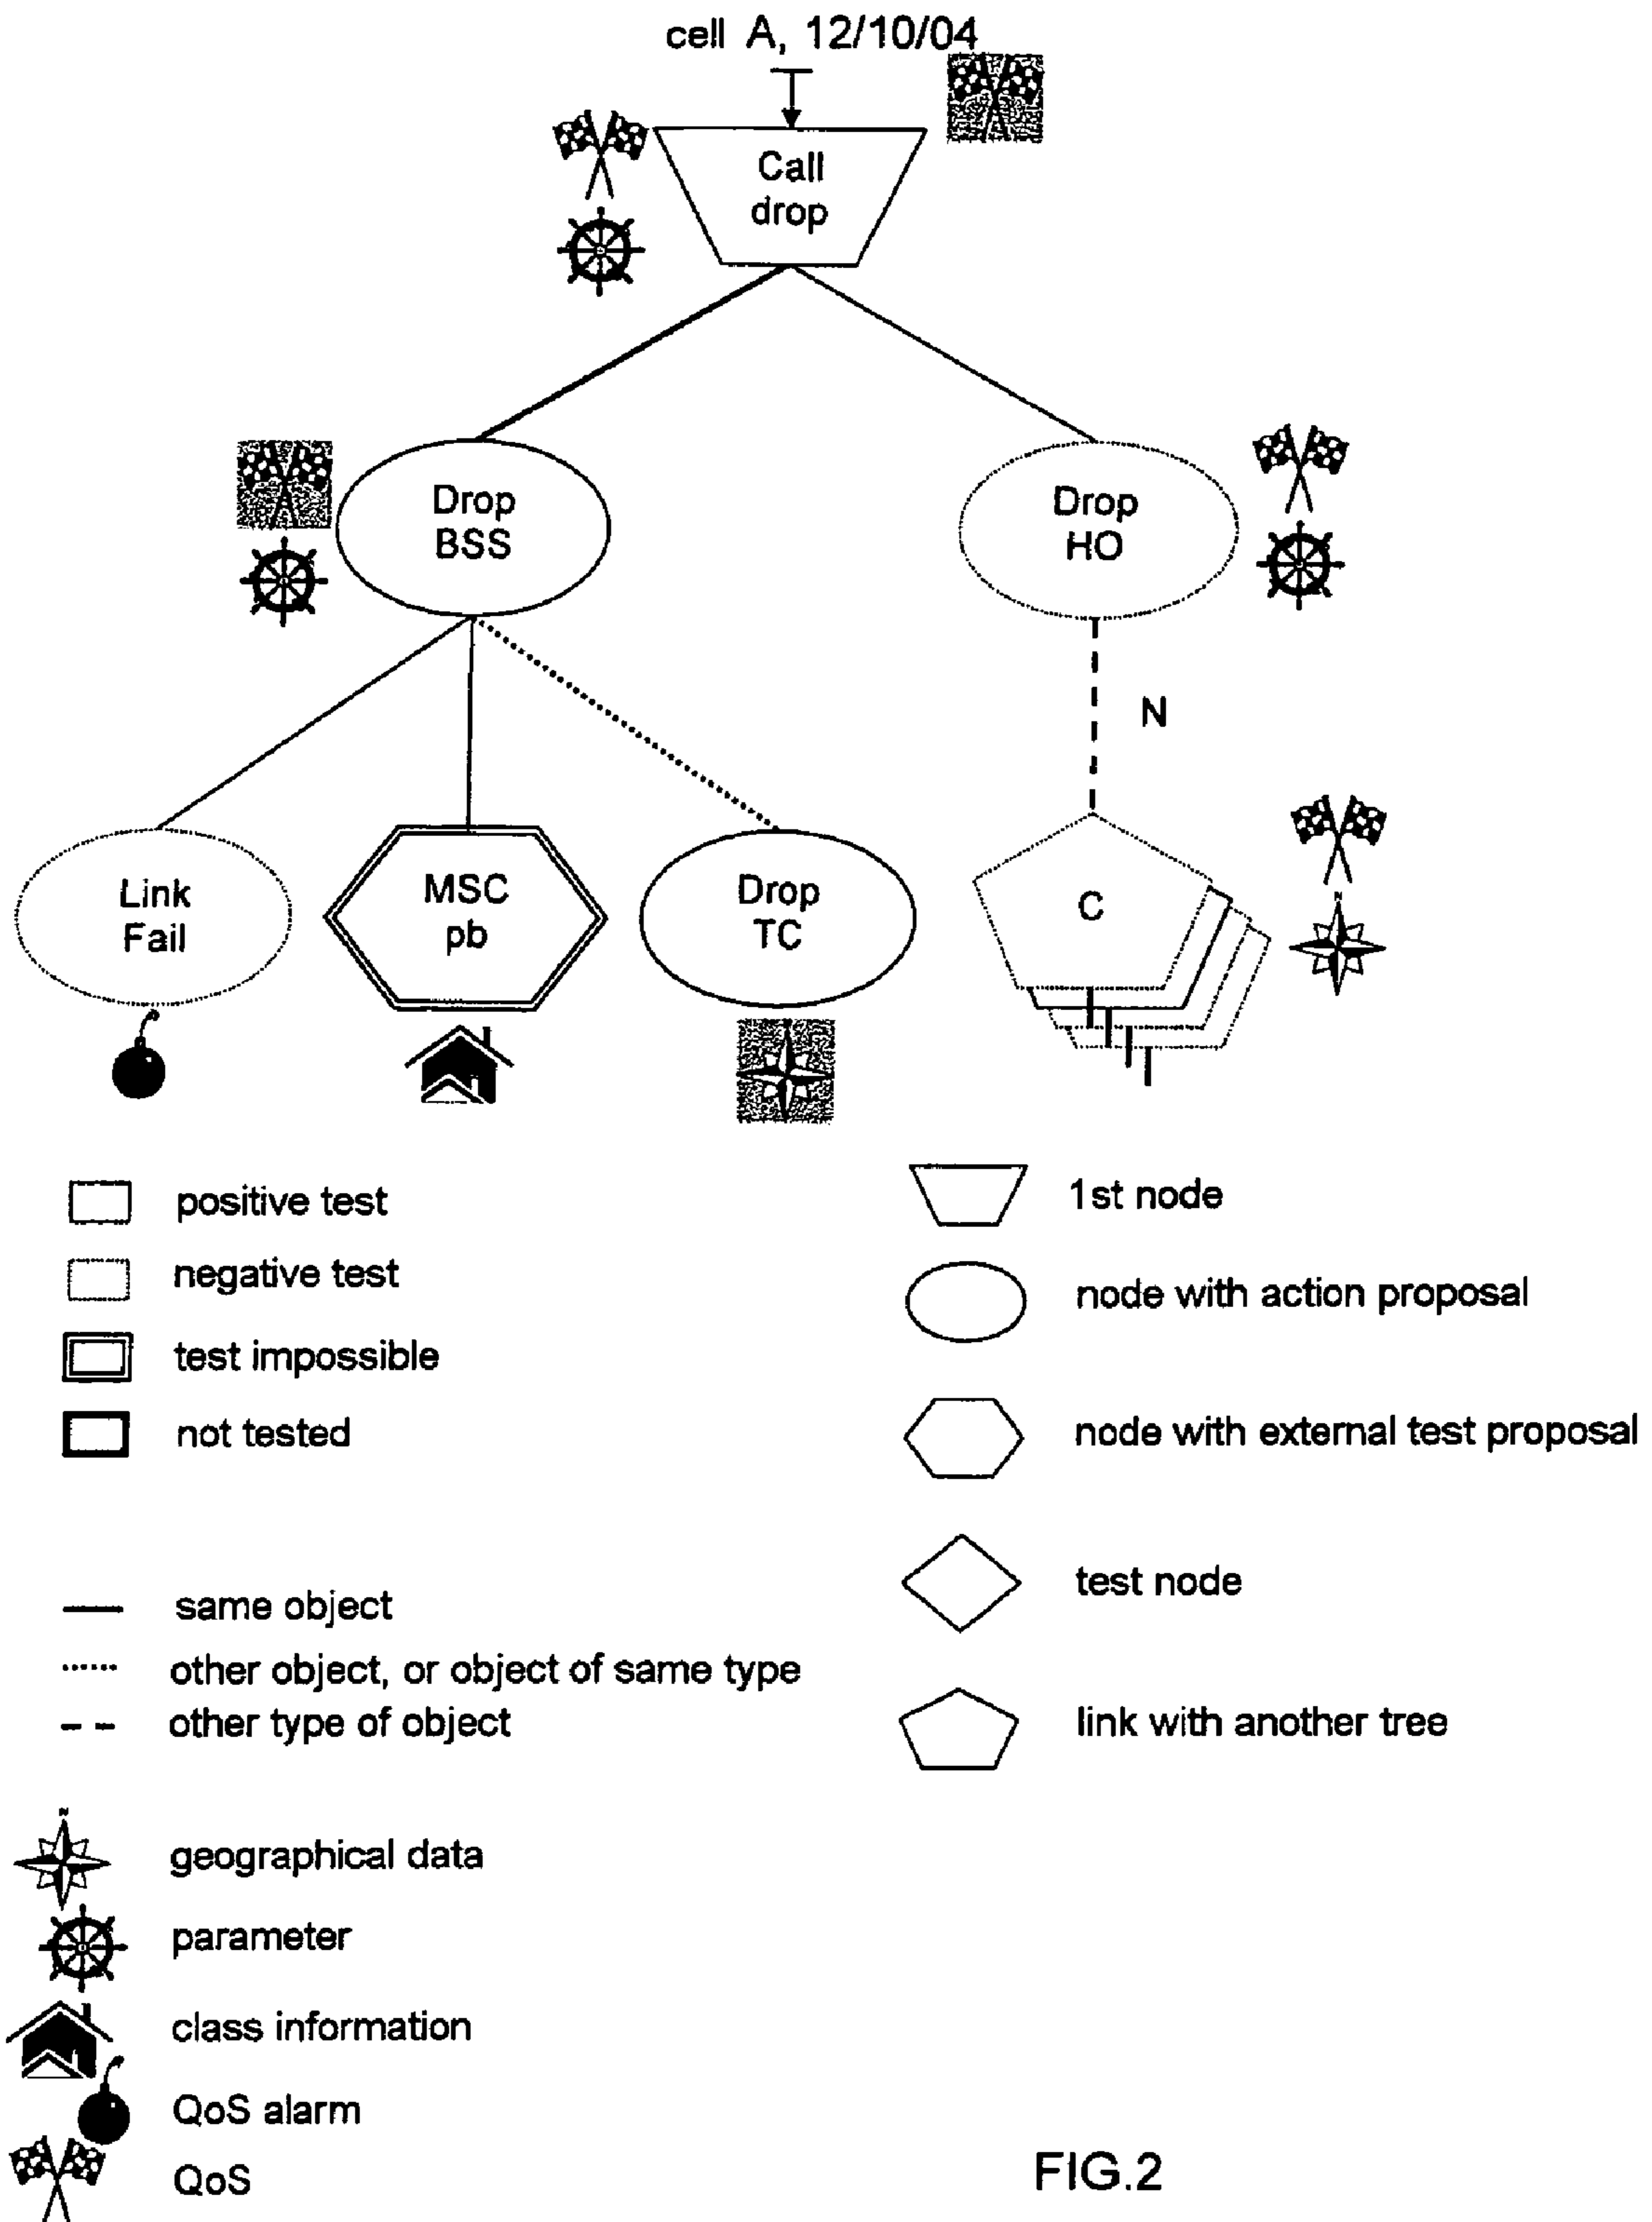 cell A, 12/10/04
Call
drop
Drop
BSS
Drop
HO
N
Link
Fail
MSC
pb
Drop
TC
C
N
positive test
negative test
test impossible
not tested
1st node
node with action proposal
node with external test proposal
test node
link with another tree
same object
other object, or object of same type
other type of object
N
geographical data
parameter
class information
QoS alarm
QoS
FIG.2